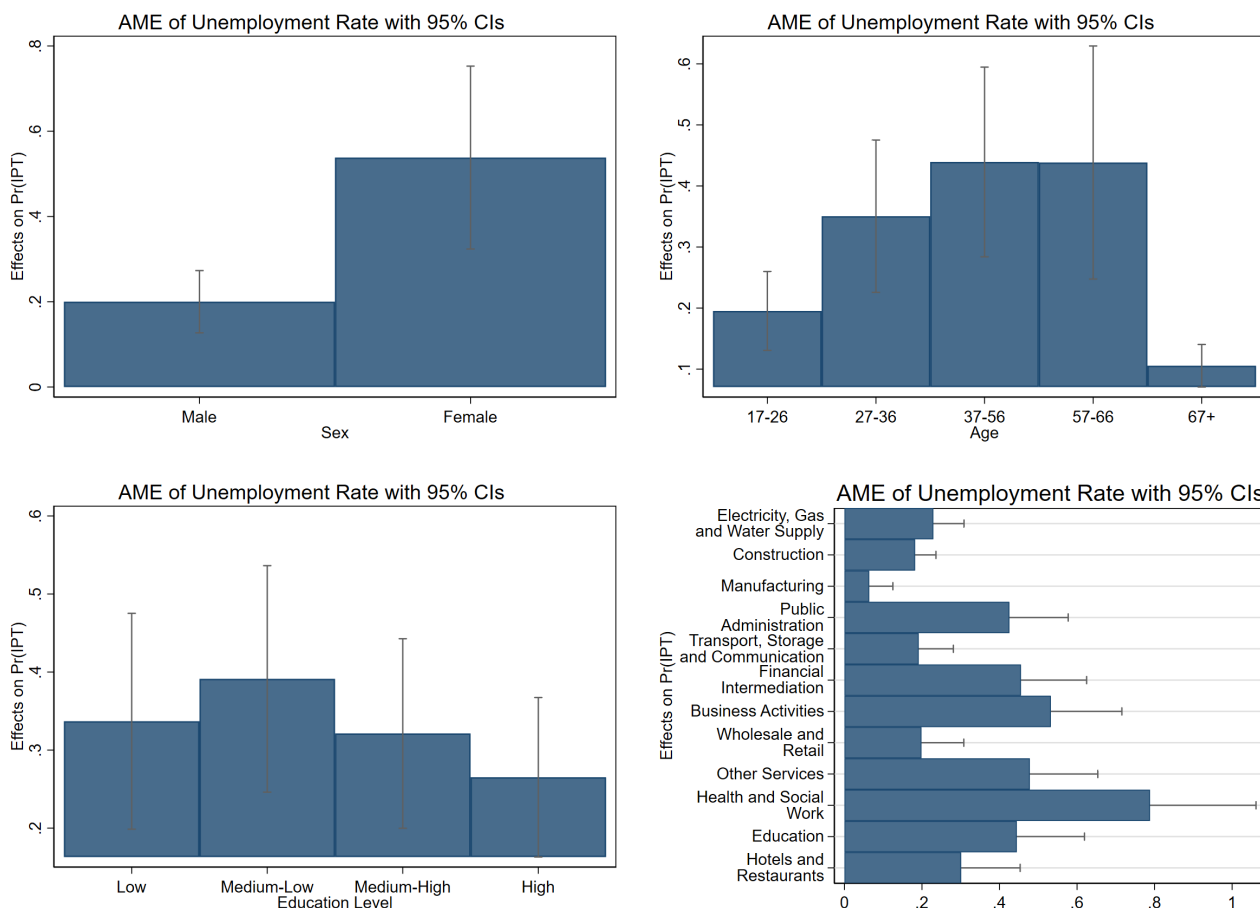 AME of Unemployment Rate with 95% CIs
Effects on Pr(IPT)
.8
.6
.4
.2
0
Male
Female
Sex
AME of Unemployment Rate with 95% CIs
Effects on Pr(IPT)
.6
.5
.4
.3
.2
.1
17-26
27-36
37-56
57-66
67+
Age
AME of Unemployment Rate with 95% CIs
Effects on Pr(IPT)
.6
.5
.4
.3
.2
Low
Medium-Low
Medium-High
High
Education Level
AME of Unemployment Rate with 95% CIs
Effects on Pr(IPT)
Electricity, Gas
and Water Supply
Construction
Manufacturing
Public
Administration
Transport, Storage
and Communication
Financial
Intermediation
Business Activities
Wholesale and
Retail
Other Services
Health and Social
Work
Education
Hotels and
Restaurants
0
.2
.4
.6
.8
1